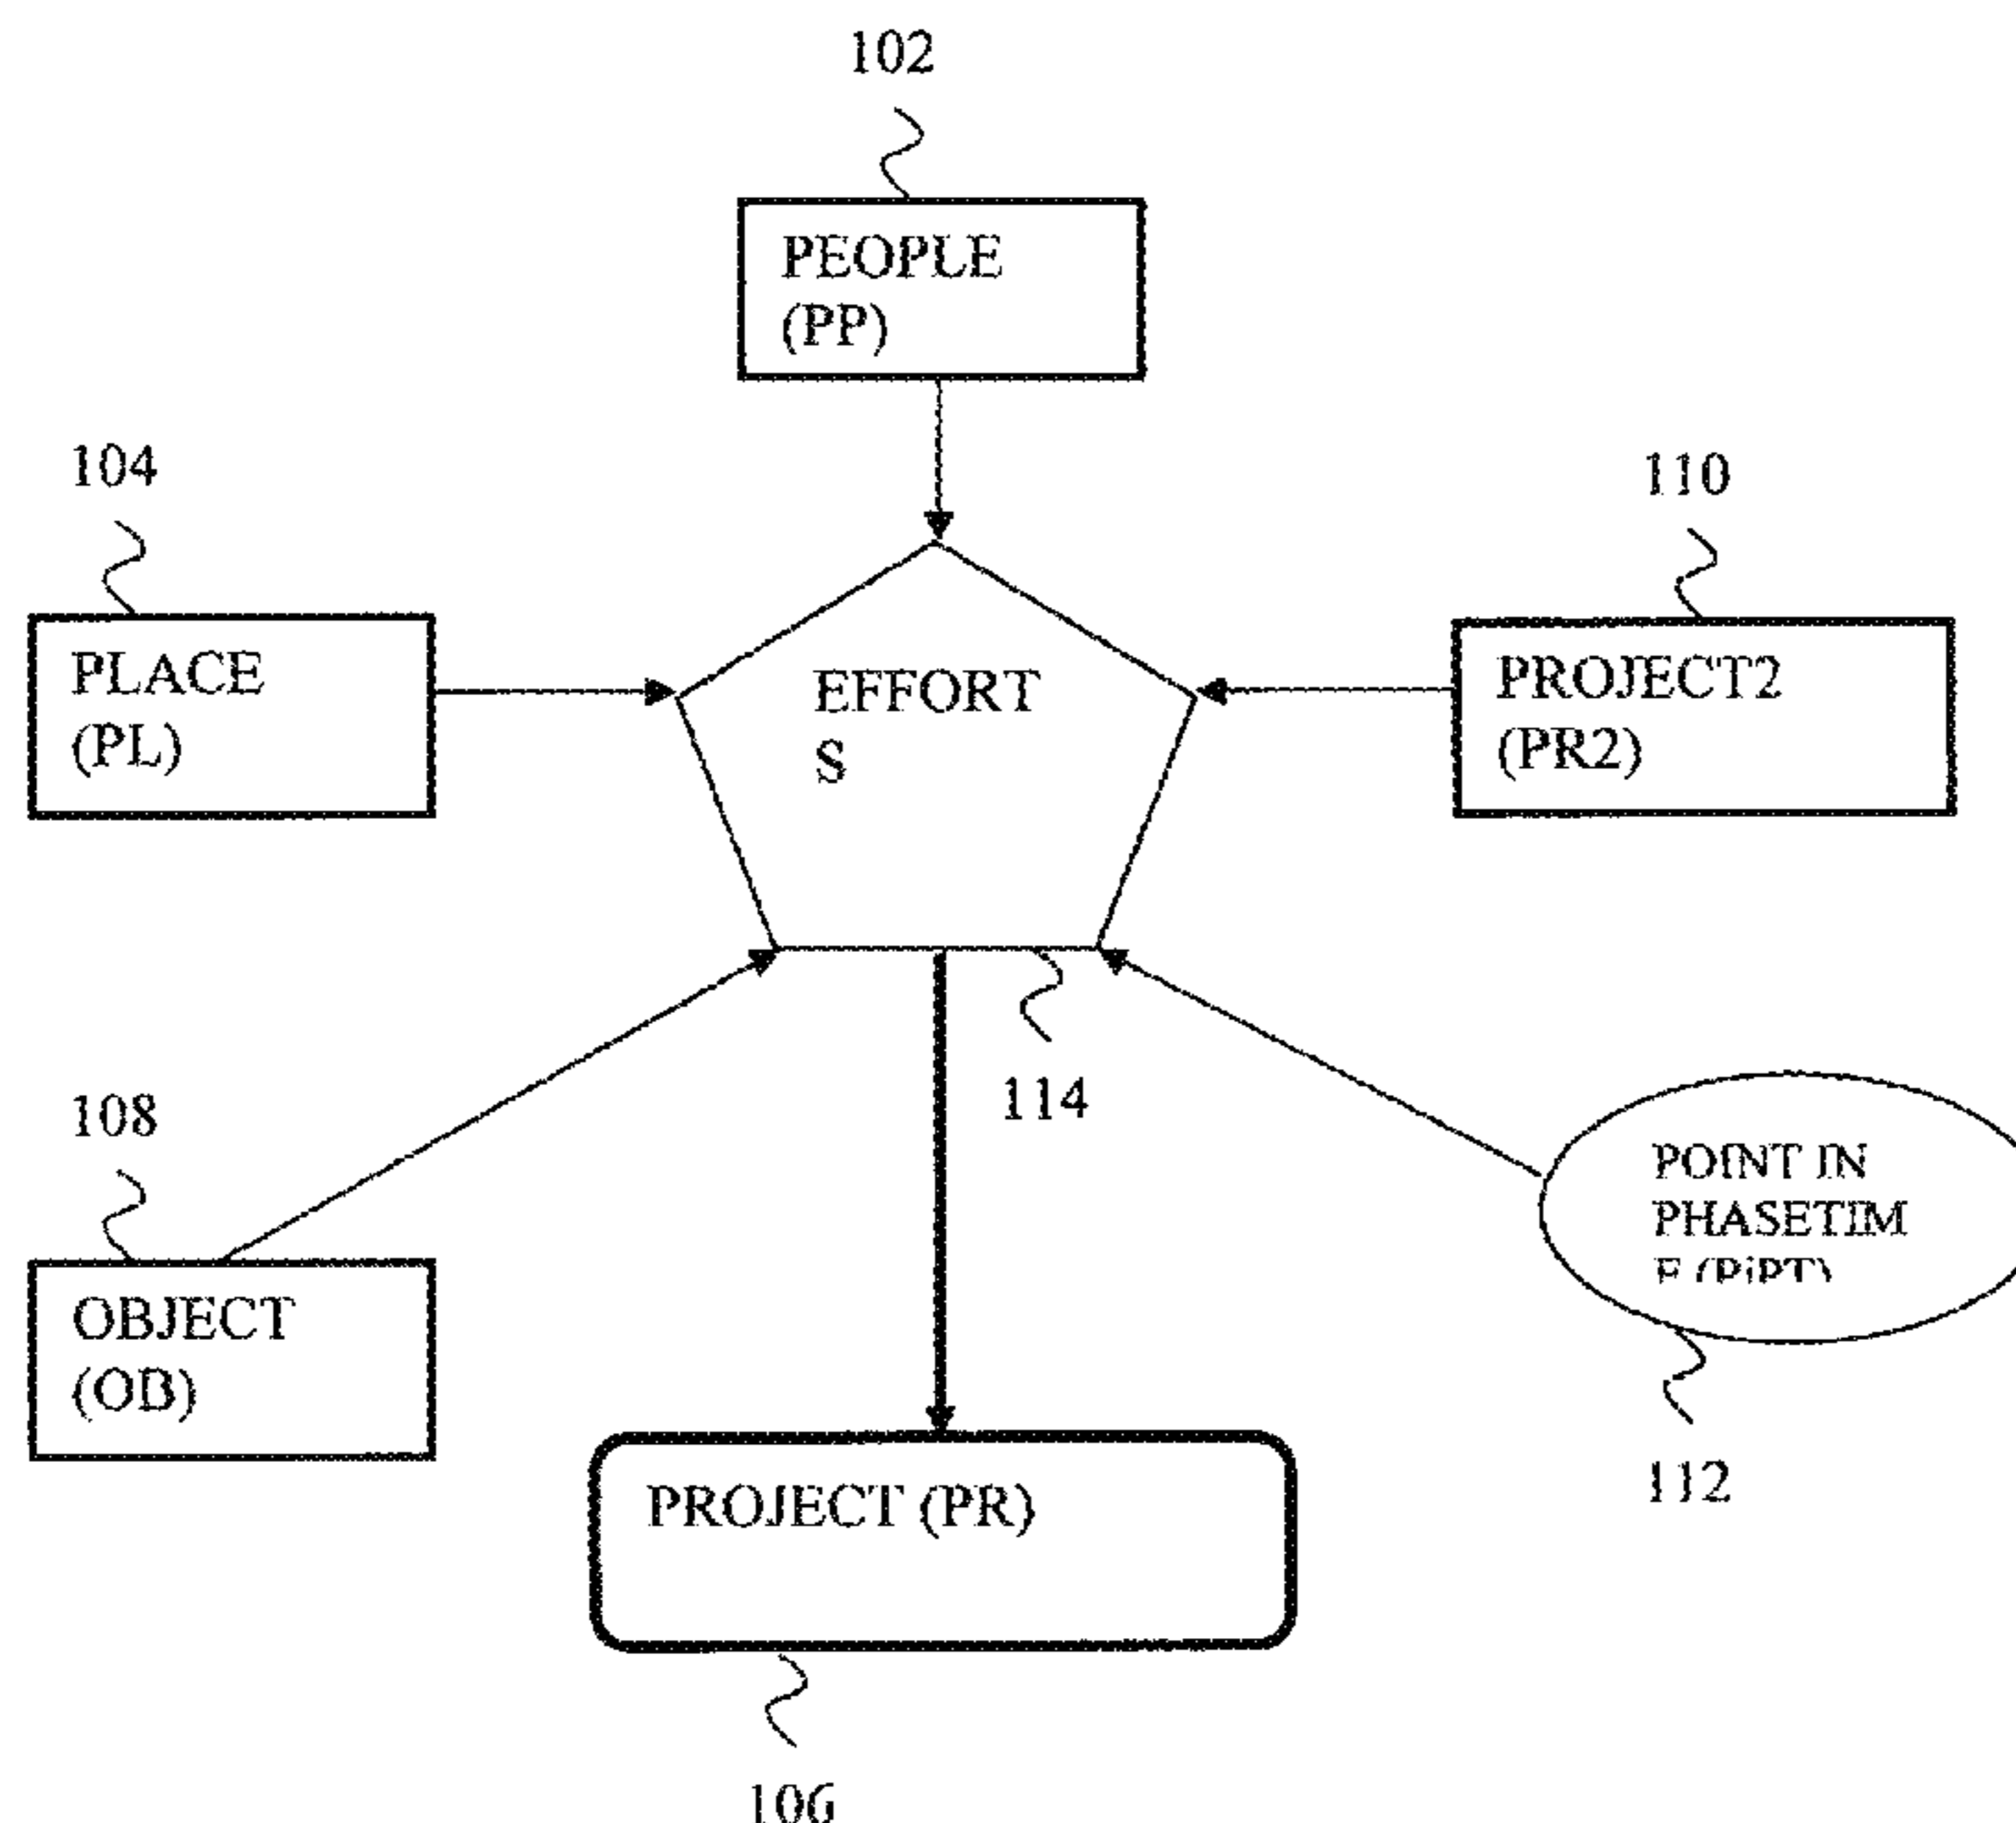 102
PEOPLE
(PP)
104
PLACE
(PL)
110
PROJECT2
(PR2)
EFFORT
S
114
108
OBJECT
(OB)
POINT IN
PHASETIM
E (PiPT)
112
PROJECT (PR)
106